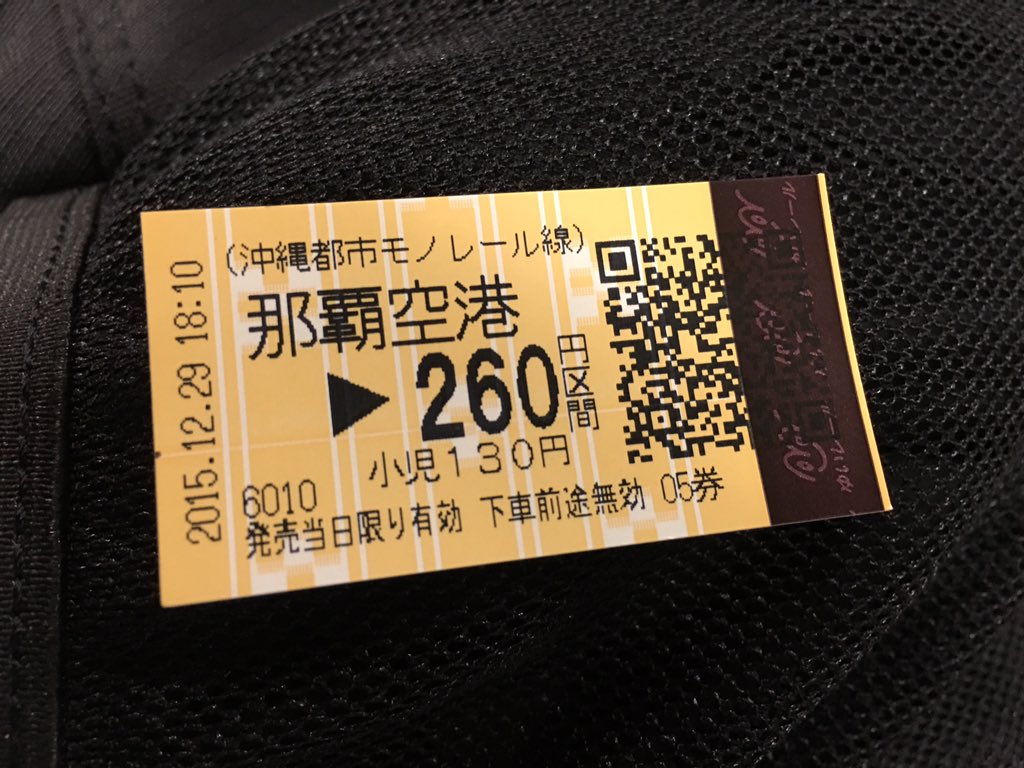 2015.12.29 18:10
(沖縄都市モノレール線)
那覇空港
▶260円区間
小児130円
6010
発売当日限り有効 下車前途無効 05券